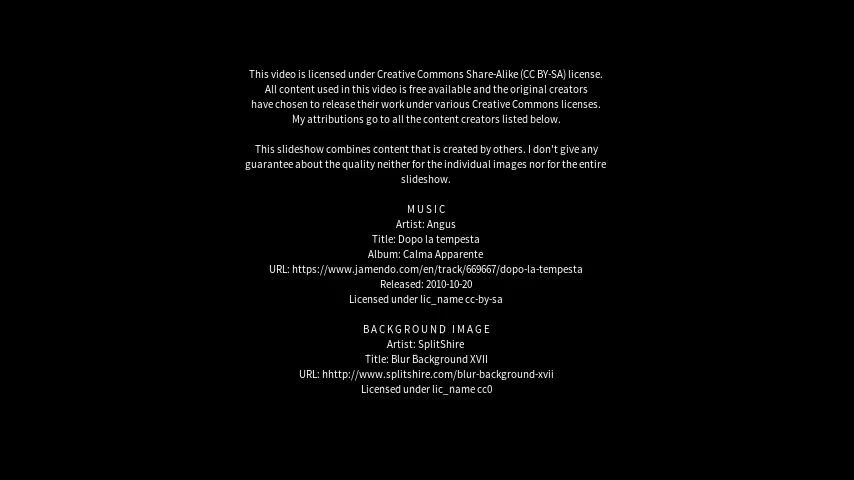 This video is licensed under Creative Commons Share-Alike (CC BY-SA) license.
All content used in this video is free available and the original creators
have chosen to release their work under various Creative Commons licenses.
My attributions go to all the content creators listed below.
This slideshow combines content that is created by others. I don't give any
guarantee about the quality neither for the individual images nor for the entire
slideshow.
MUSIC
Artist: Angus
Title: Dopo la tempesta
Album: Calma Apparente
URL: https://www.jamendo.com/en/track/669667/dopo-la-tempesta
Released: 2010-10-20
Licensed under lic_name cc-by-sa
BACKGROUND IMAGE
Artist: SplitShire
Title: Blur Background XVII
URL: hhttp://www.splitshire.com/blur-background-xvii
Licensed under lic_name cc0